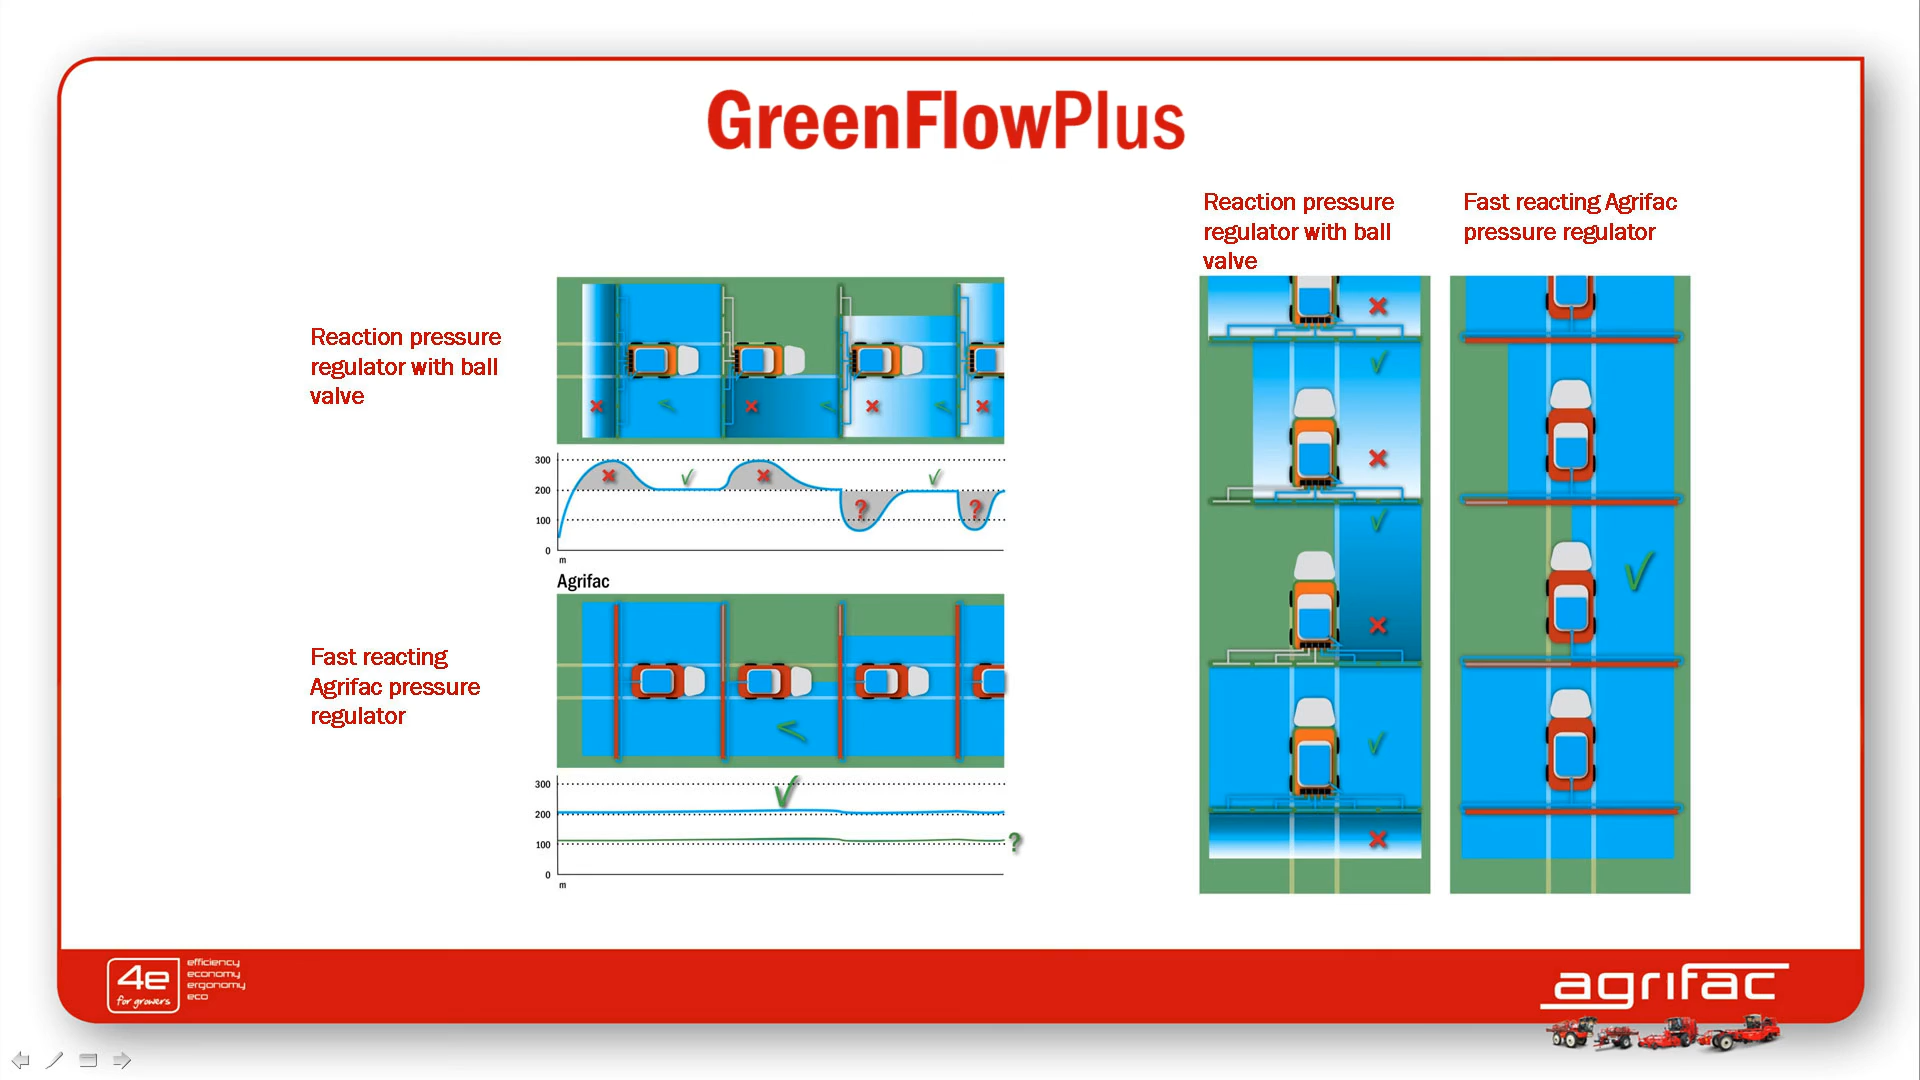 GreenFlowPlus
Reaction pressure
regulator with ball
valve
Fast reacting Agrifac
pressure regulator
Reaction pressure
regulator with ball
valve
300
200
100
0
m
?
?
Agrifac
Fast reacting
Agrifac pressure
regulator
300
200
100
0
m
?
4e
for growers
efficiency
economy
ergonomy
eco
agrifac